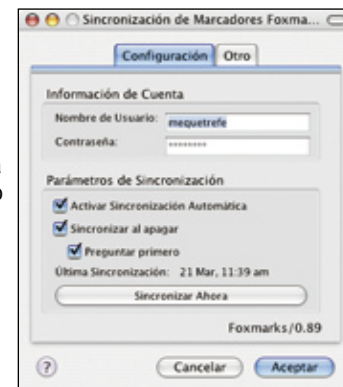 Sincronización de Marcadores Foxma...
Configuración Otro
Información de Cuenta
Nombre de Usuario: mequetrefe
Contraseña: ********
Parámetros de Sincronización
Activar Sincronización Automática
Sincronizar al apagar
Preguntar primero
Última Sincronización: 21 Mar, 11:39 am
Sincronizar Ahora
Foxmarks/0.89
? Cancelar Aceptar